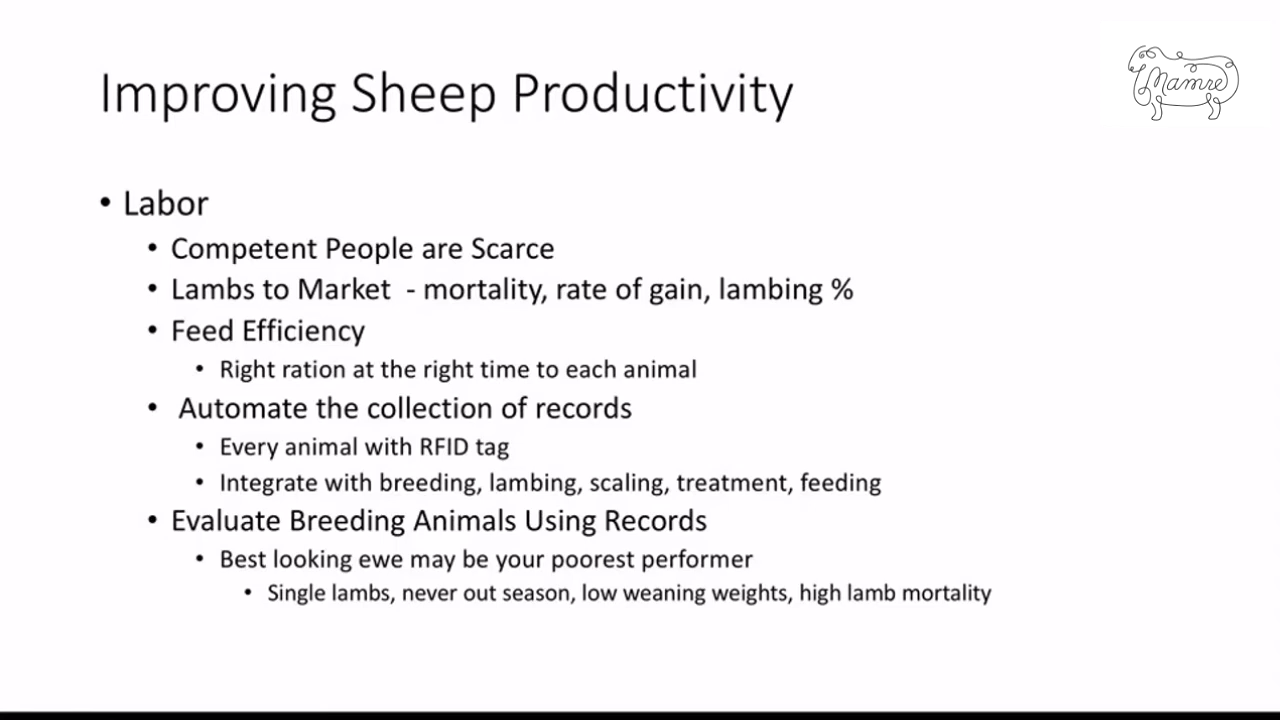 Mamre
Improving Sheep Productivity
• Labor
• Competent People are Scarce
• Lambs to Market - mortality, rate of gain, lambing %
• Feed Efficiency
• Right ration at the right time to each animal
• Automate the collection of records
• Every animal with RFID tag
• Integrate with breeding, lambing, scaling, treatment, feeding
• Evaluate Breeding Animals Using Records
• Best looking ewe may be your poorest performer
• Single lambs, never out season, low weaning weights, high lamb mortality